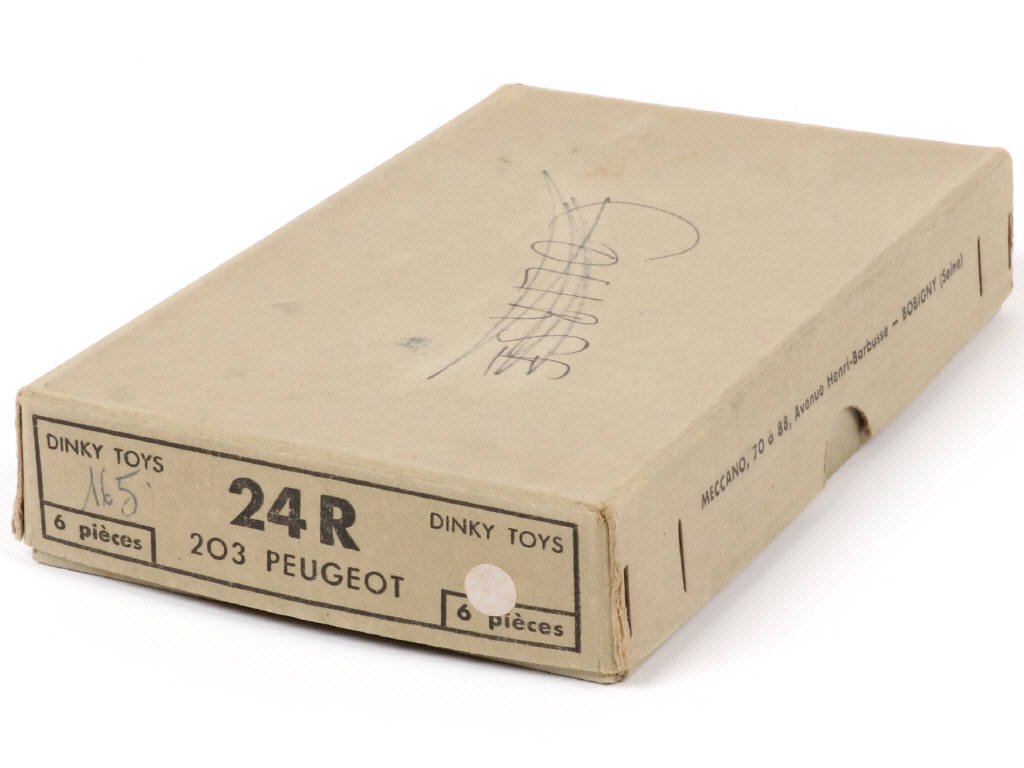 DINKY TOYS
165
6 pièces
24R
203 PEUGEOT
DINKY TOYS
6 pièces
MECCANO, 70 à 88, Avenue Henri-Barbusse – BOBIGNY (Seine)